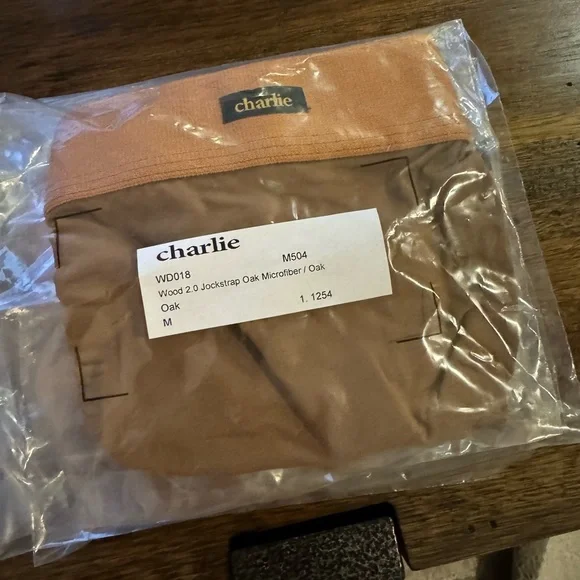 charlie
charlie
WD018 M504
Wood 2.0 Jockstrap Oak Microfiber / Oak
Oak
M 1. 1254